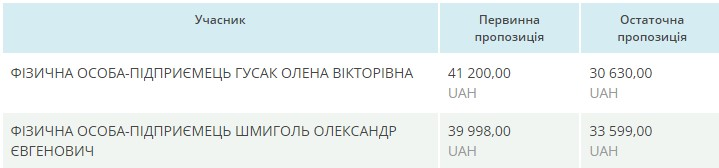 Учасник Первинна пропозиція Остаточна пропозиція
ФІЗИЧНА ОСОБА-ПІДПРИЄМЕЦЬ ГУСАК ОЛЕНА ВІКТОРІВНА 41 200,00 UAH 30 630,00 UAH
ФІЗИЧНА ОСОБА-ПІДПРИЄМЕЦЬ ШМИГОЛЬ ОЛЕКСАНДР ЄВГЕНОВИЧ 39 998,00 UAH 33 599,00 UAH